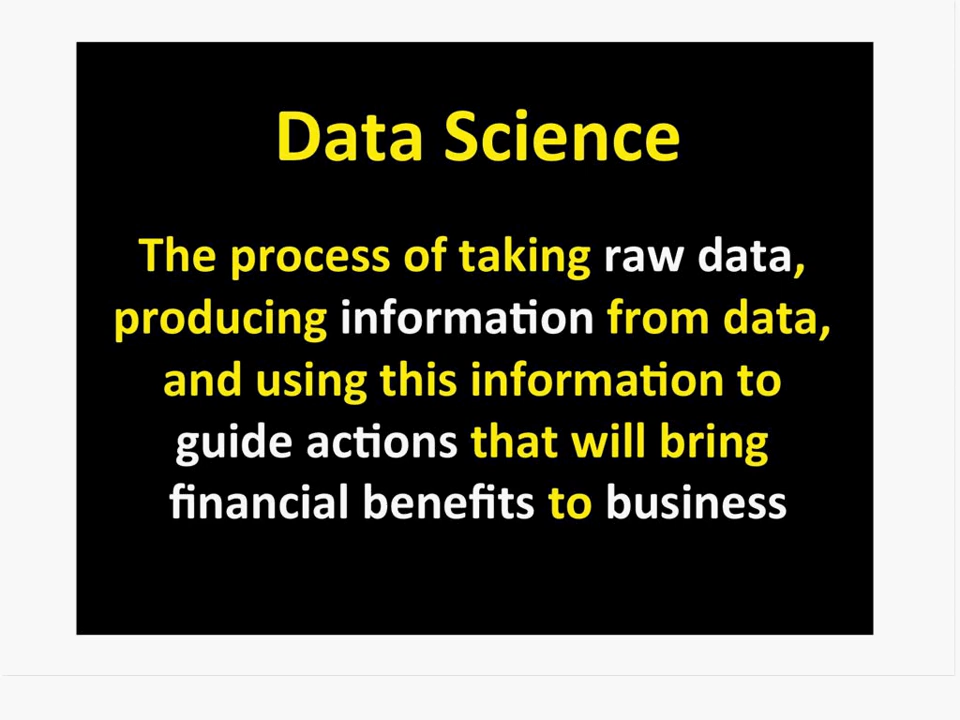 Data Science
The process of taking raw data,
producing information from data,
and using this information to
guide actions that will bring
financial benefits to business